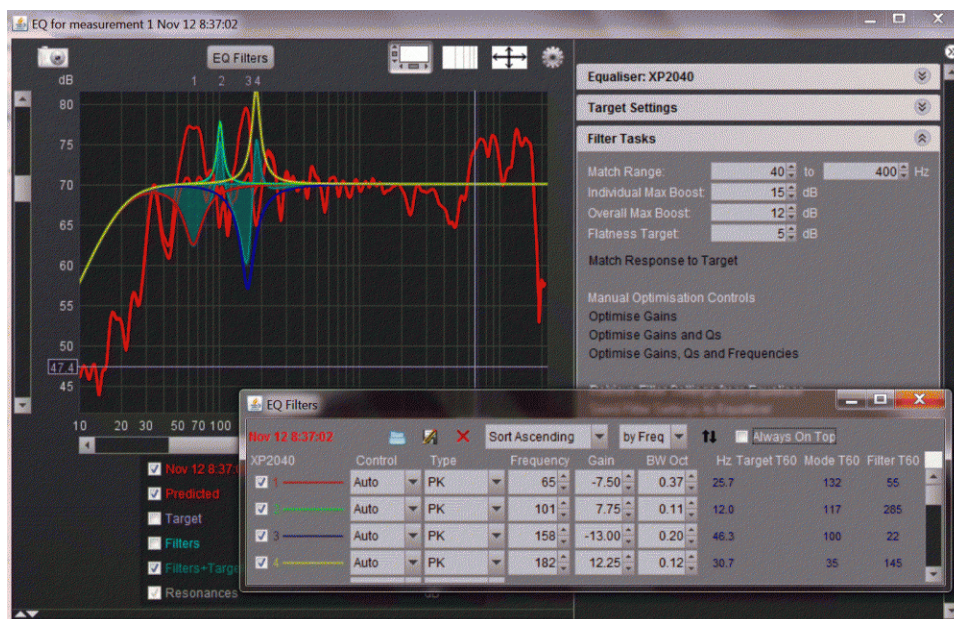 EQ for measurement 1 Nov 12 8:37:02
EQ Filters
dB
1 2 3 4
80
75
70
65
60
55
50
47.4
45
10 20 30 50 70 100
Equaliser: XP2040
Target Settings
Filter Tasks
Match Range: 40 to 400 Hz
Individual Max Boost: 15 dB
Overall Max Boost: 12 dB
Flatness Target: 5 dB
Match Response to Target
Manual Optimisation Controls
Optimise Gains
Optimise Gains and Qs
Optimise Gains, Qs and Frequencies
Nov 12 8:37:0
Predicted
Target
Filters
Filters+Targe
Resonances
dB
EQ Filters
Nov 12 8:37:02 Sort Ascending by Freq Always On Top
XP2040 Control Type Frequency Gain BW Oct Hz Target T60 Mode T60 Filter T60
1 Auto PK 65 -7.50 0.37 25.7 132 55
2 Auto PK 101 7.75 0.11 12.0 117 285
3 Auto PK 158 -13.00 0.20 46.3 100 22
4 Auto PK 182 12.25 0.12 30.7 35 145